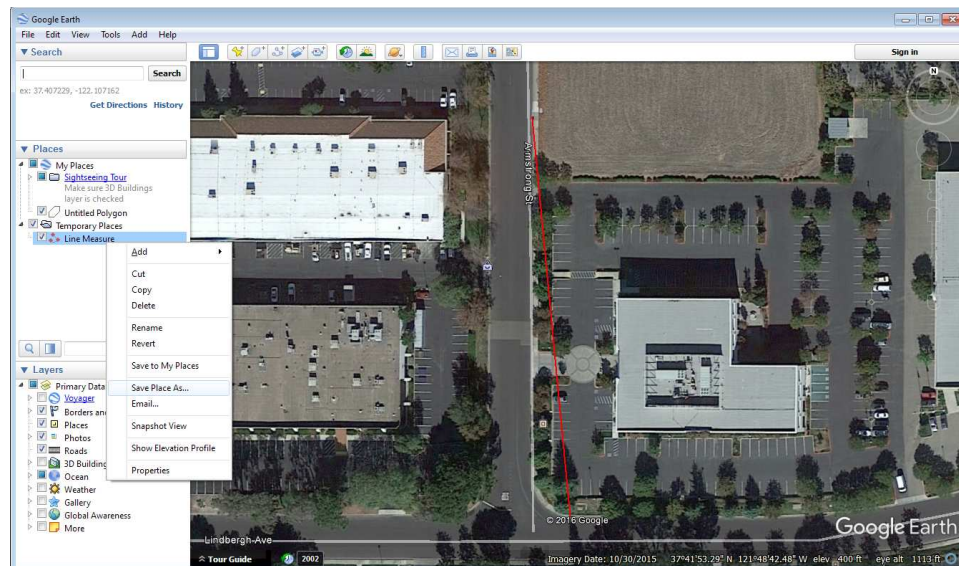 Google Earth
File Edit View Tools Add Help
▼ Search
Search
ex: 37.407229, -122.107162
Get Directions History
Sign in
N
▼ Places
My Places
Sightseeing Tour
Make sure 3D Buildings
layer is checked
Untitled Polygon
Temporary Places
Line Measure
Add
Cut
Copy
Delete
Rename
Revert
Save to My Places
Save Place As...
Email...
Snapshot View
Show Elevation Profile
Properties
▼ Layers
Primary Data
Voyager
Borders an
Places
Photos
Roads
3D Building
Ocean
Weather
Gallery
Global Awareness
More
Armstrong St
Lindbergh Ave
© 2016 Google
Google Earth
Tour Guide 2002
Imagery Date: 10/30/2015 37°41'53.29" N 121°48'42.48" W elev 400 ft eye alt 1113 ft